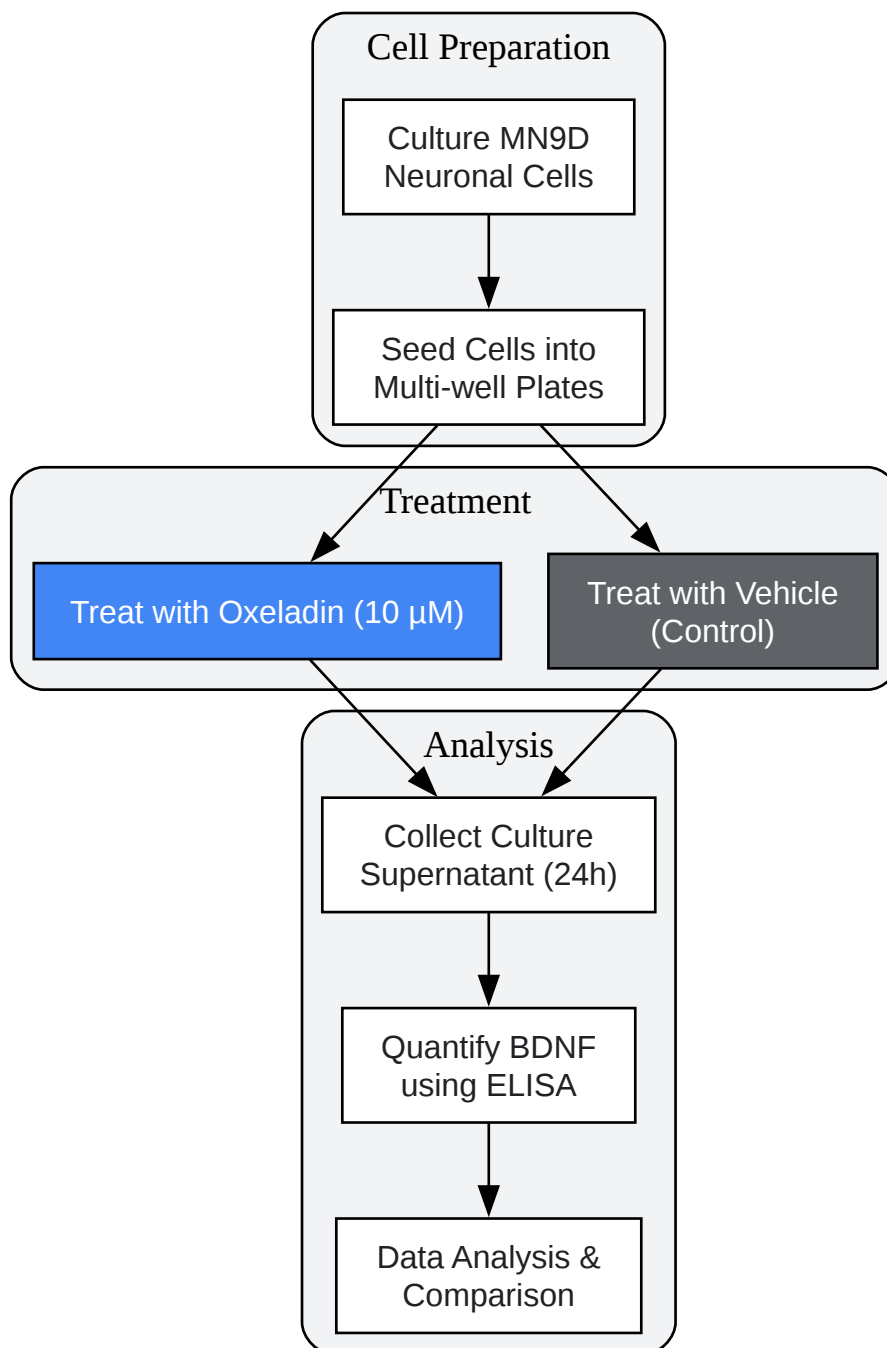 Cell Preparation
Culture MN9D
Neuronal Cells
Seed Cells into
Multi-well Plates
Treatment
Treat with Oxeladin (10 µM)
Treat with Vehicle
(Control)
Analysis
Collect Culture
Supernatant (24h)
Quantify BDNF
using ELISA
Data Analysis &
Comparison